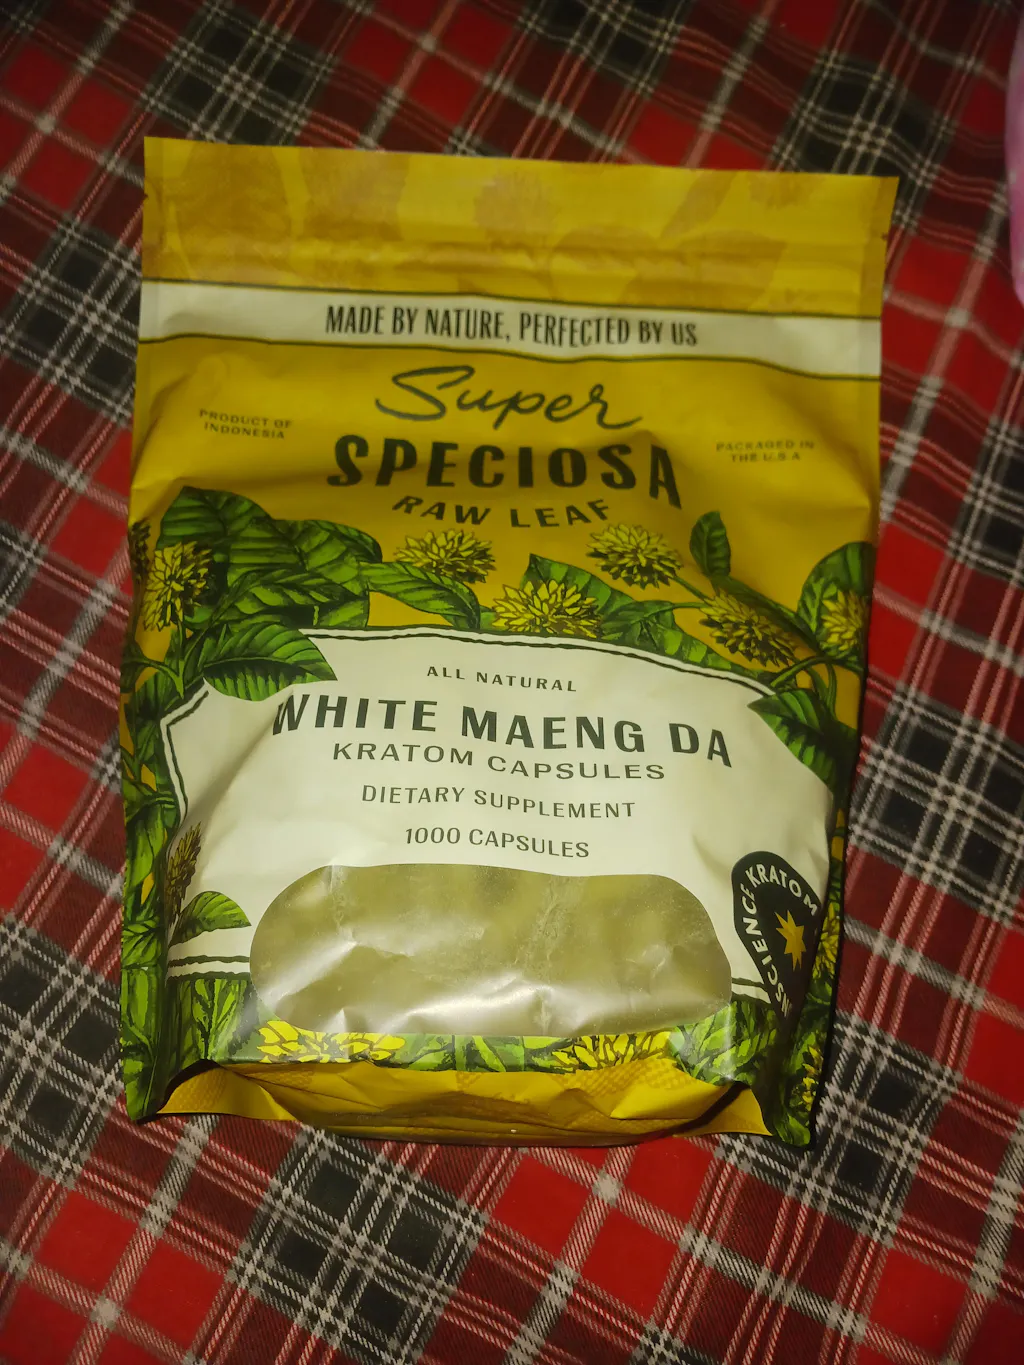 MADE BY NATURE, PERFECTED BY US
Super
PRODUCT OF
INDONESIA
SPECIOSA
PACKAGED IN
THE U.S.A
RAW LEAF
ALL NATURAL
WHITE MAENG DA
KRATOM CAPSULES
DIETARY SUPPLEMENT
1000 CAPSULES
KRATOM